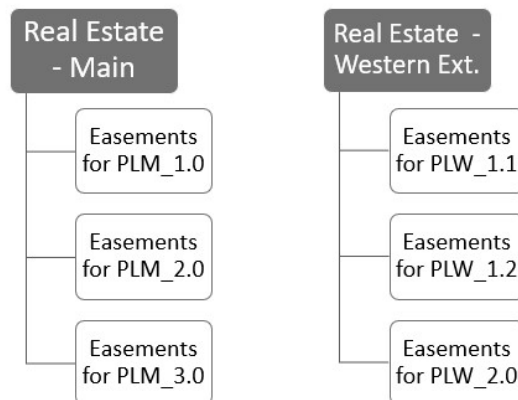 Real Estate
- Main
Easements
for PLM_1.0
Easements
for PLM_2.0
Easements
for PLM_3.0
Real Estate -
Western Ext.
Easements
for PLW_1.1
Easements
for PLW_1.2
Easements
for PLW_2.0